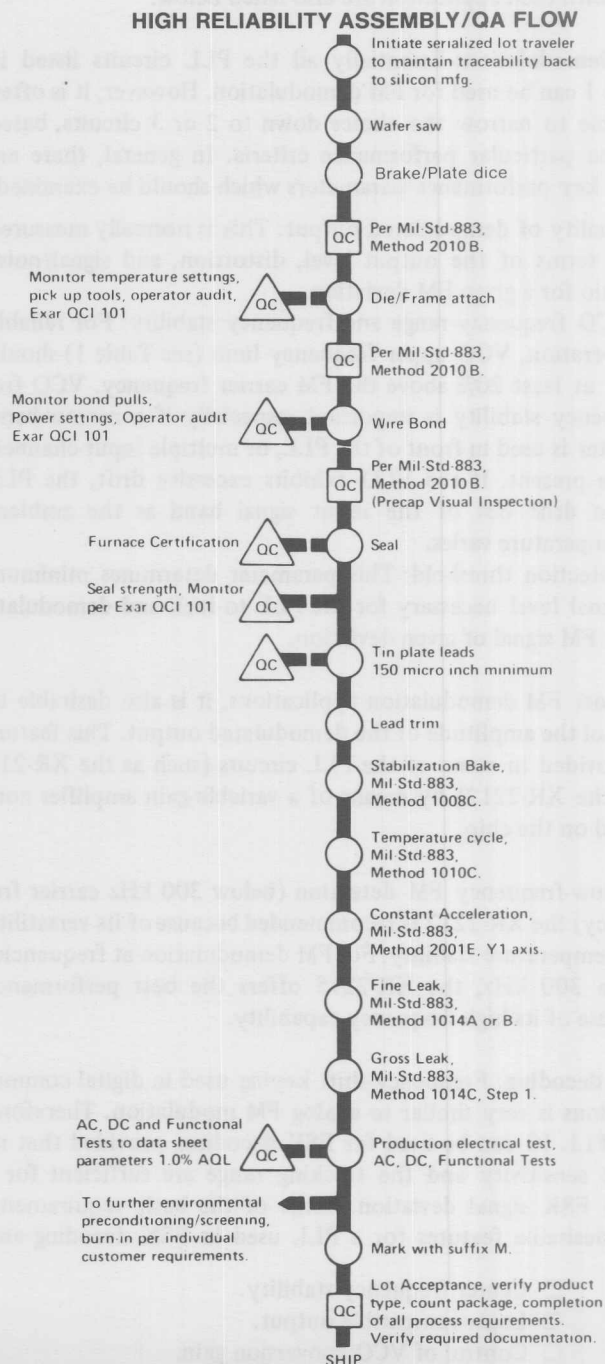 HIGH RELIABILITY ASSEMBLY/QA FLOW
Initiate serialized lot traveler
to maintain traceability back
to silicon mfg.
Wafer saw
Brake/Plate dice
QC
Per Mil-Std-883,
Method 2010 B.
Monitor temperature settings,
pick up tools, operator audit,
Exar QCI 101
QC
Die/Frame attach
QC
Per Mil-Std-883,
Method 2010 B.
Monitor bond pulls,
Power settings, Operator audit
Exar QCI 101
QC
Wire Bond
QC
Per Mil-Std-883,
Method 2010B.
(Precap Visual Inspection)
Furnace Certification
QC
Seal
Seal strength, Monitor
per Exar QCI 101
QC
QC
Tin plate leads
150 micro inch minimum
Lead trim
Stabilization Bake,
Mil-Std-883,
Method 1008C.
Temperature cycle,
Mil-Std-883,
Method 1010C.
Constant Acceleration,
Mil-Std-883,
Method 2001E, Y1 axis.
Fine Leak,
Mil-Std-883,
Method 1014A or B.
Gross Leak,
Mil-Std-883,
Method 1014C, Step 1.
AC, DC and Functional
Tests to data sheet
parameters 1.0% AQL
QC
Production electrical test,
AC, DC, Functional Tests
To further environmental
preconditioning/screening,
burn in per individual
customer requirements.
Mark with suffix M.
QC
Lot Acceptance, verify product
type, count package, completion
of all process requirements.
Verify required documentation.
SHIP